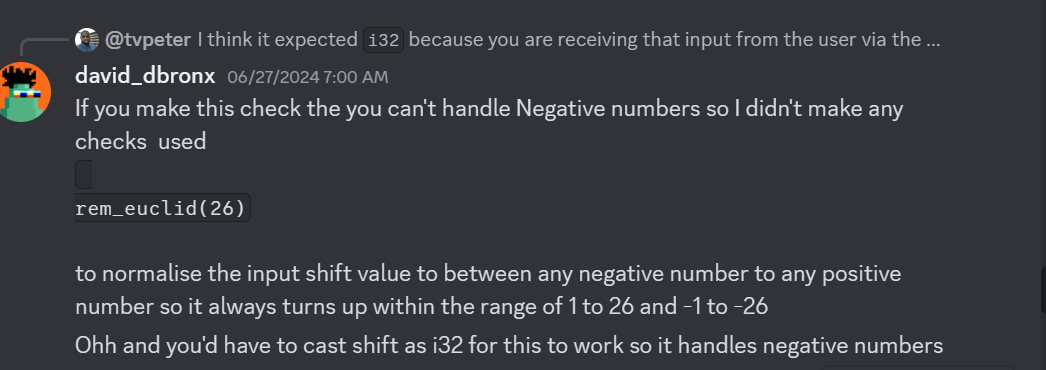 @tvpeter I think it expected i32 because you are receiving that input from the user via the ...
david_dbronx 06/27/2024 7:00 AM
If you make this check the you can't handle Negative numbers so I didn't make any
checks used
rem_euclid(26)
to normalise the input shift value to between any negative number to any positive
number so it always turns up within the range of 1 to 26 and -1 to -26
Ohh and you'd have to cast shift as i32 for this to work so it handles negative numbers